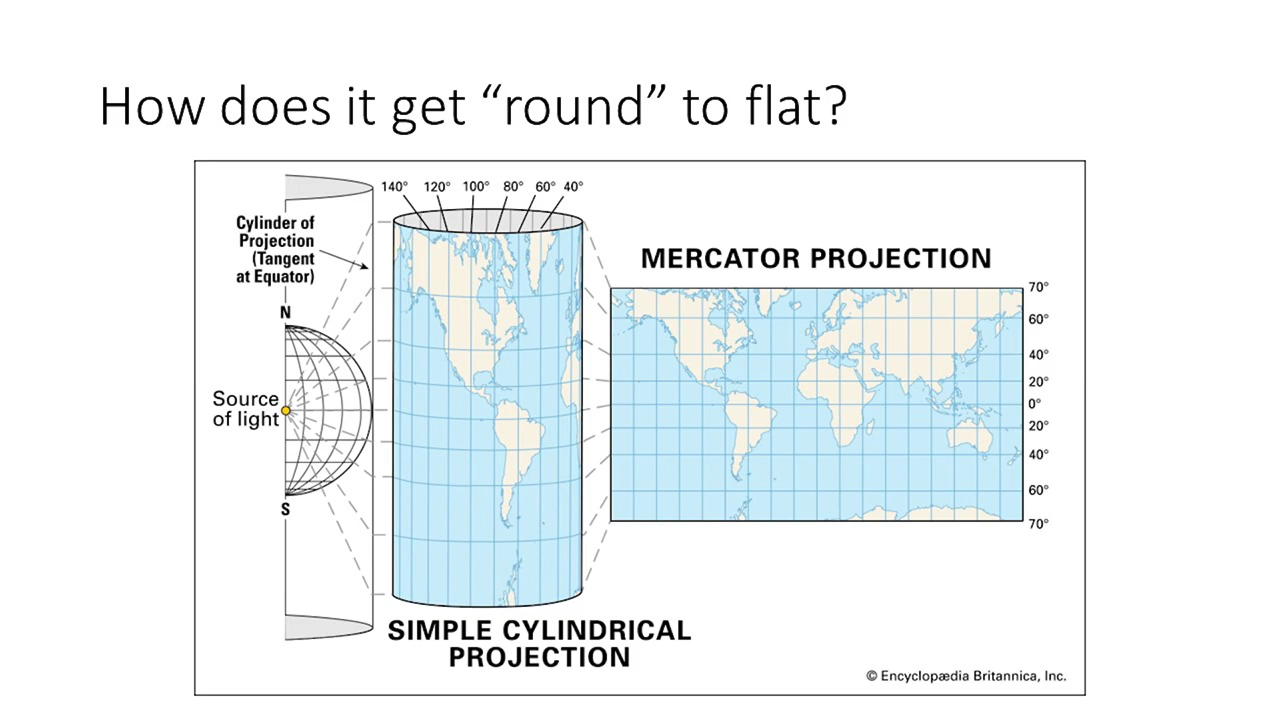 How does it get “round” to flat?
140° 120° 100° 80° 60° 40°
Cylinder of
Projection
(Tangent
at Equator)
N
Source
of light
S
MERCATOR PROJECTION
70°
60°
40°
20°
0°
20°
40°
60°
70°
SIMPLE CYLINDRICAL
PROJECTION
© Encyclopædia Britannica, Inc.